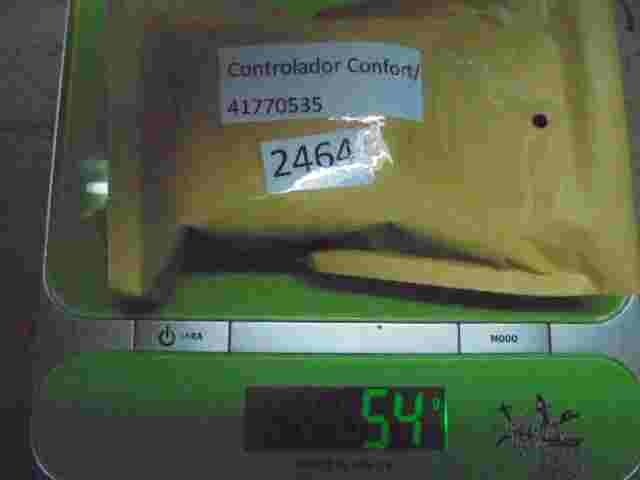 Controlador Confort/
41770535
2464
TARA
MODO
54 g